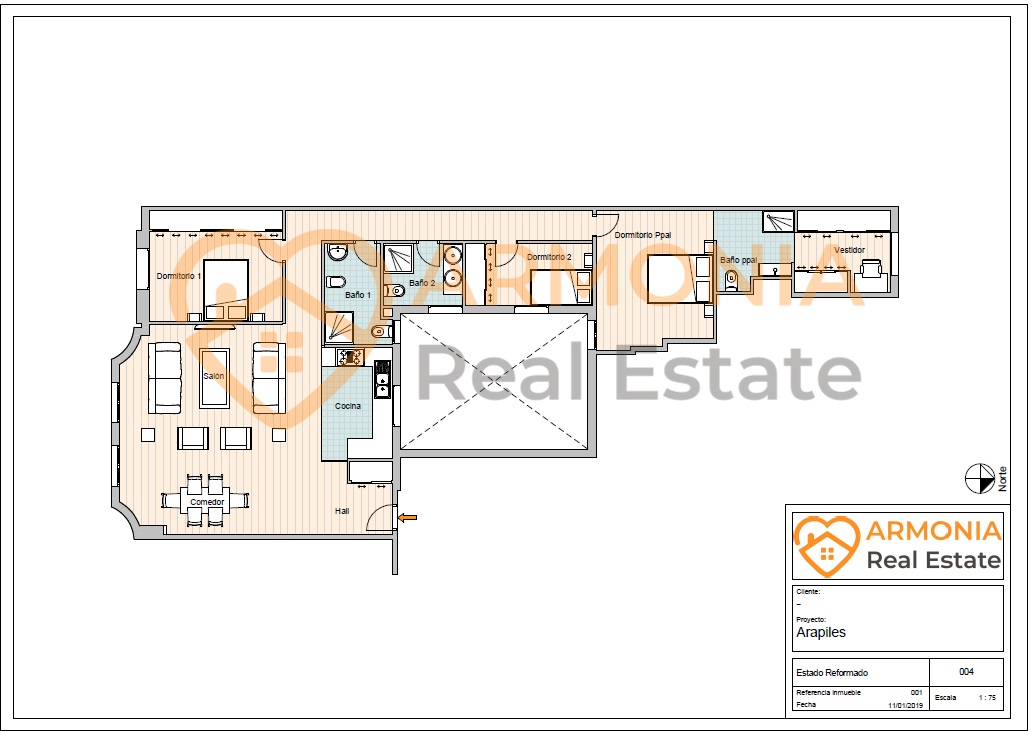 Dormitorio 1
Baño 1
Baño 2
Dormitorio 2
Dormitorio Ppal
Baño ppal
Vestidor
Salón
Cocina
Comedor
Hall
ARMONIA
Real Estate
Norte
ARMONIA
Real Estate
Cliente:
–
Proyecto:
Arapiles
Estado Reformado 004
Referencia Inmueble 001
Fecha 11/01/2019
Escala 1 : 75